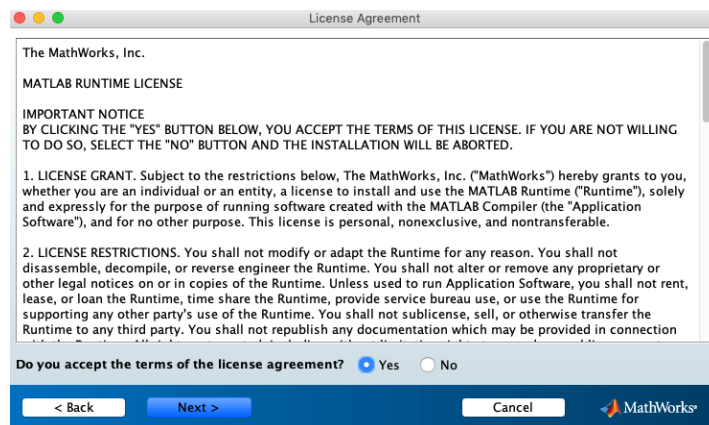 License Agreement
The MathWorks, Inc.
MATLAB RUNTIME LICENSE
IMPORTANT NOTICE
BY CLICKING THE "YES" BUTTON BELOW, YOU ACCEPT THE TERMS OF THIS LICENSE. IF YOU ARE NOT WILLING
TO DO SO, SELECT THE "NO" BUTTON AND THE INSTALLATION WILL BE ABORTED.
1. LICENSE GRANT. Subject to the restrictions below, The MathWorks, Inc. ("MathWorks") hereby grants to you,
whether you are an individual or an entity, a license to install and use the MATLAB Runtime ("Runtime"), solely
and expressly for the purpose of running software created with the MATLAB Compiler (the "Application
Software"), and for no other purpose. This license is personal, nonexclusive, and nontransferable.
2. LICENSE RESTRICTIONS. You shall not modify or adapt the Runtime for any reason. You shall not
disassemble, decompile, or reverse engineer the Runtime. You shall not alter or remove any proprietary or
other legal notices on or in copies of the Runtime. Unless used to run Application Software, you shall not rent,
lease, or loan the Runtime, time share the Runtime, provide service bureau use, or use the Runtime for
supporting any other party's use of the Runtime. You shall not sublicense, sell, or otherwise transfer the
Runtime to any third party. You shall not republish any documentation which may be provided in connection
Do you accept the terms of the license agreement? Yes No
< Back Next > Cancel MathWorks